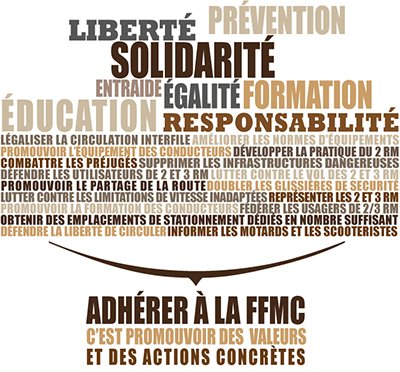 LIBERTÉ PRÉVENTION
SOLIDARITÉ
ENTRAIDE ÉGALITÉ FORMATION
ÉDUCATION RESPONSABILITÉ
LÉGALISER LA CIRCULATION INTERFILE AMÉLIORER LES NORMES D'ÉQUIPEMENTS
PROMOUVOIR L'ÉQUIPEMENT DES CONDUCTEURS DÉVELOPPER LA PRATIQUE DU 2 RM
COMBATTRE LES PRÉJUGÉS SUPPRIMER LES INFRASTRUCTURES DANGEREUSES
DÉFENDRE LES UTILISATEURS DE 2 ET 3 RM LUTTER CONTRE LE VOL DES 2 ET 3 RM
PROMOUVOIR LE PARTAGE DE LA ROUTE DOUBLER LES GLISSIÈRES DE SÉCURITÉ
LUTTER CONTRE LES LIMITATIONS DE VITESSE INADAPTÉES REPRÉSENTER LES 2 ET 3 RM
PROMOUVOIR LA FORMATION DES CONDUCTEURS FÉDÉRER LES USAGERS DE 2/3 RM
OBTENIR DES EMPLACEMENTS DE STATIONNEMENT DÉDIÉS EN NOMBRE SUFFISANT
DÉFENDRE LA LIBERTÉ DE CIRCULER INFORMER LES MOTARDS ET LES SCOOTERISTES
ADHÉRER À LA FFMC
C'EST PROMOUVOIR DES VALEURS
ET DES ACTIONS CONCRÈTES